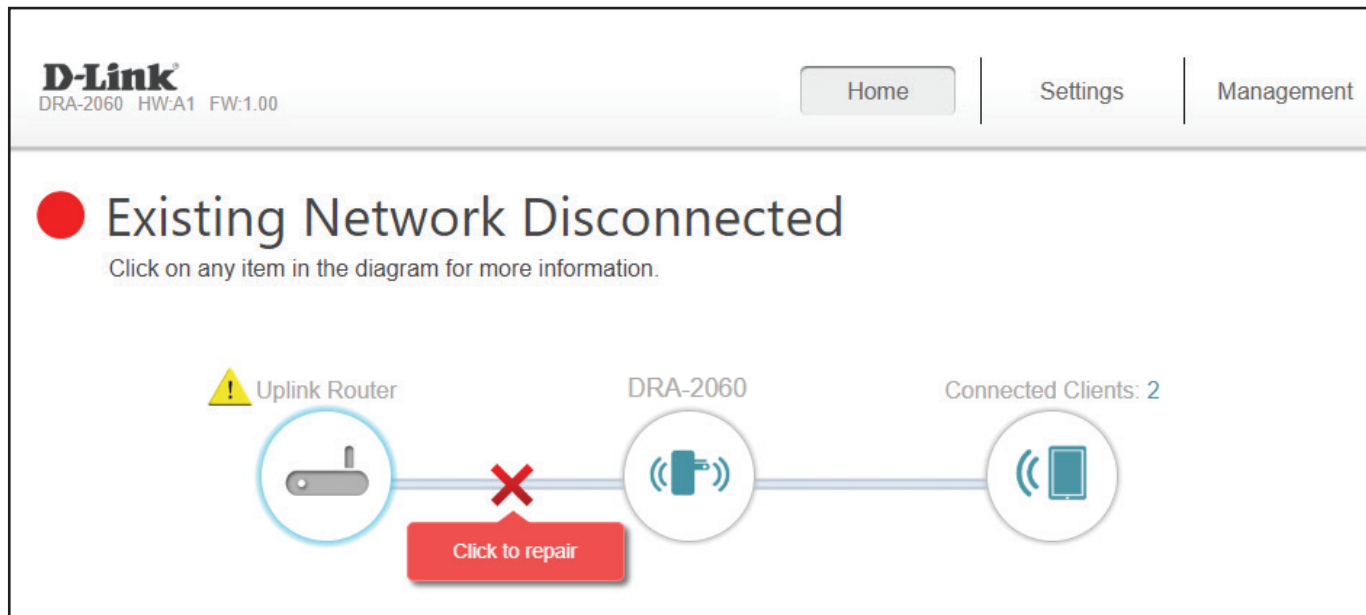 D-Link®
DRA-2060 HW:A1 FW:1.00
Home
Settings
Management
Existing Network Disconnected
Click on any item in the diagram for more information.
! Uplink Router
DRA-2060
Connected Clients: 2
Click to repair